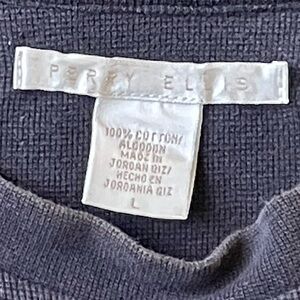 PERRY ELLIS
100% COTTON/
ALGODON
MADE IN
JORDAN QIZ/
HECHO EN
JORDANIA QIZ
L